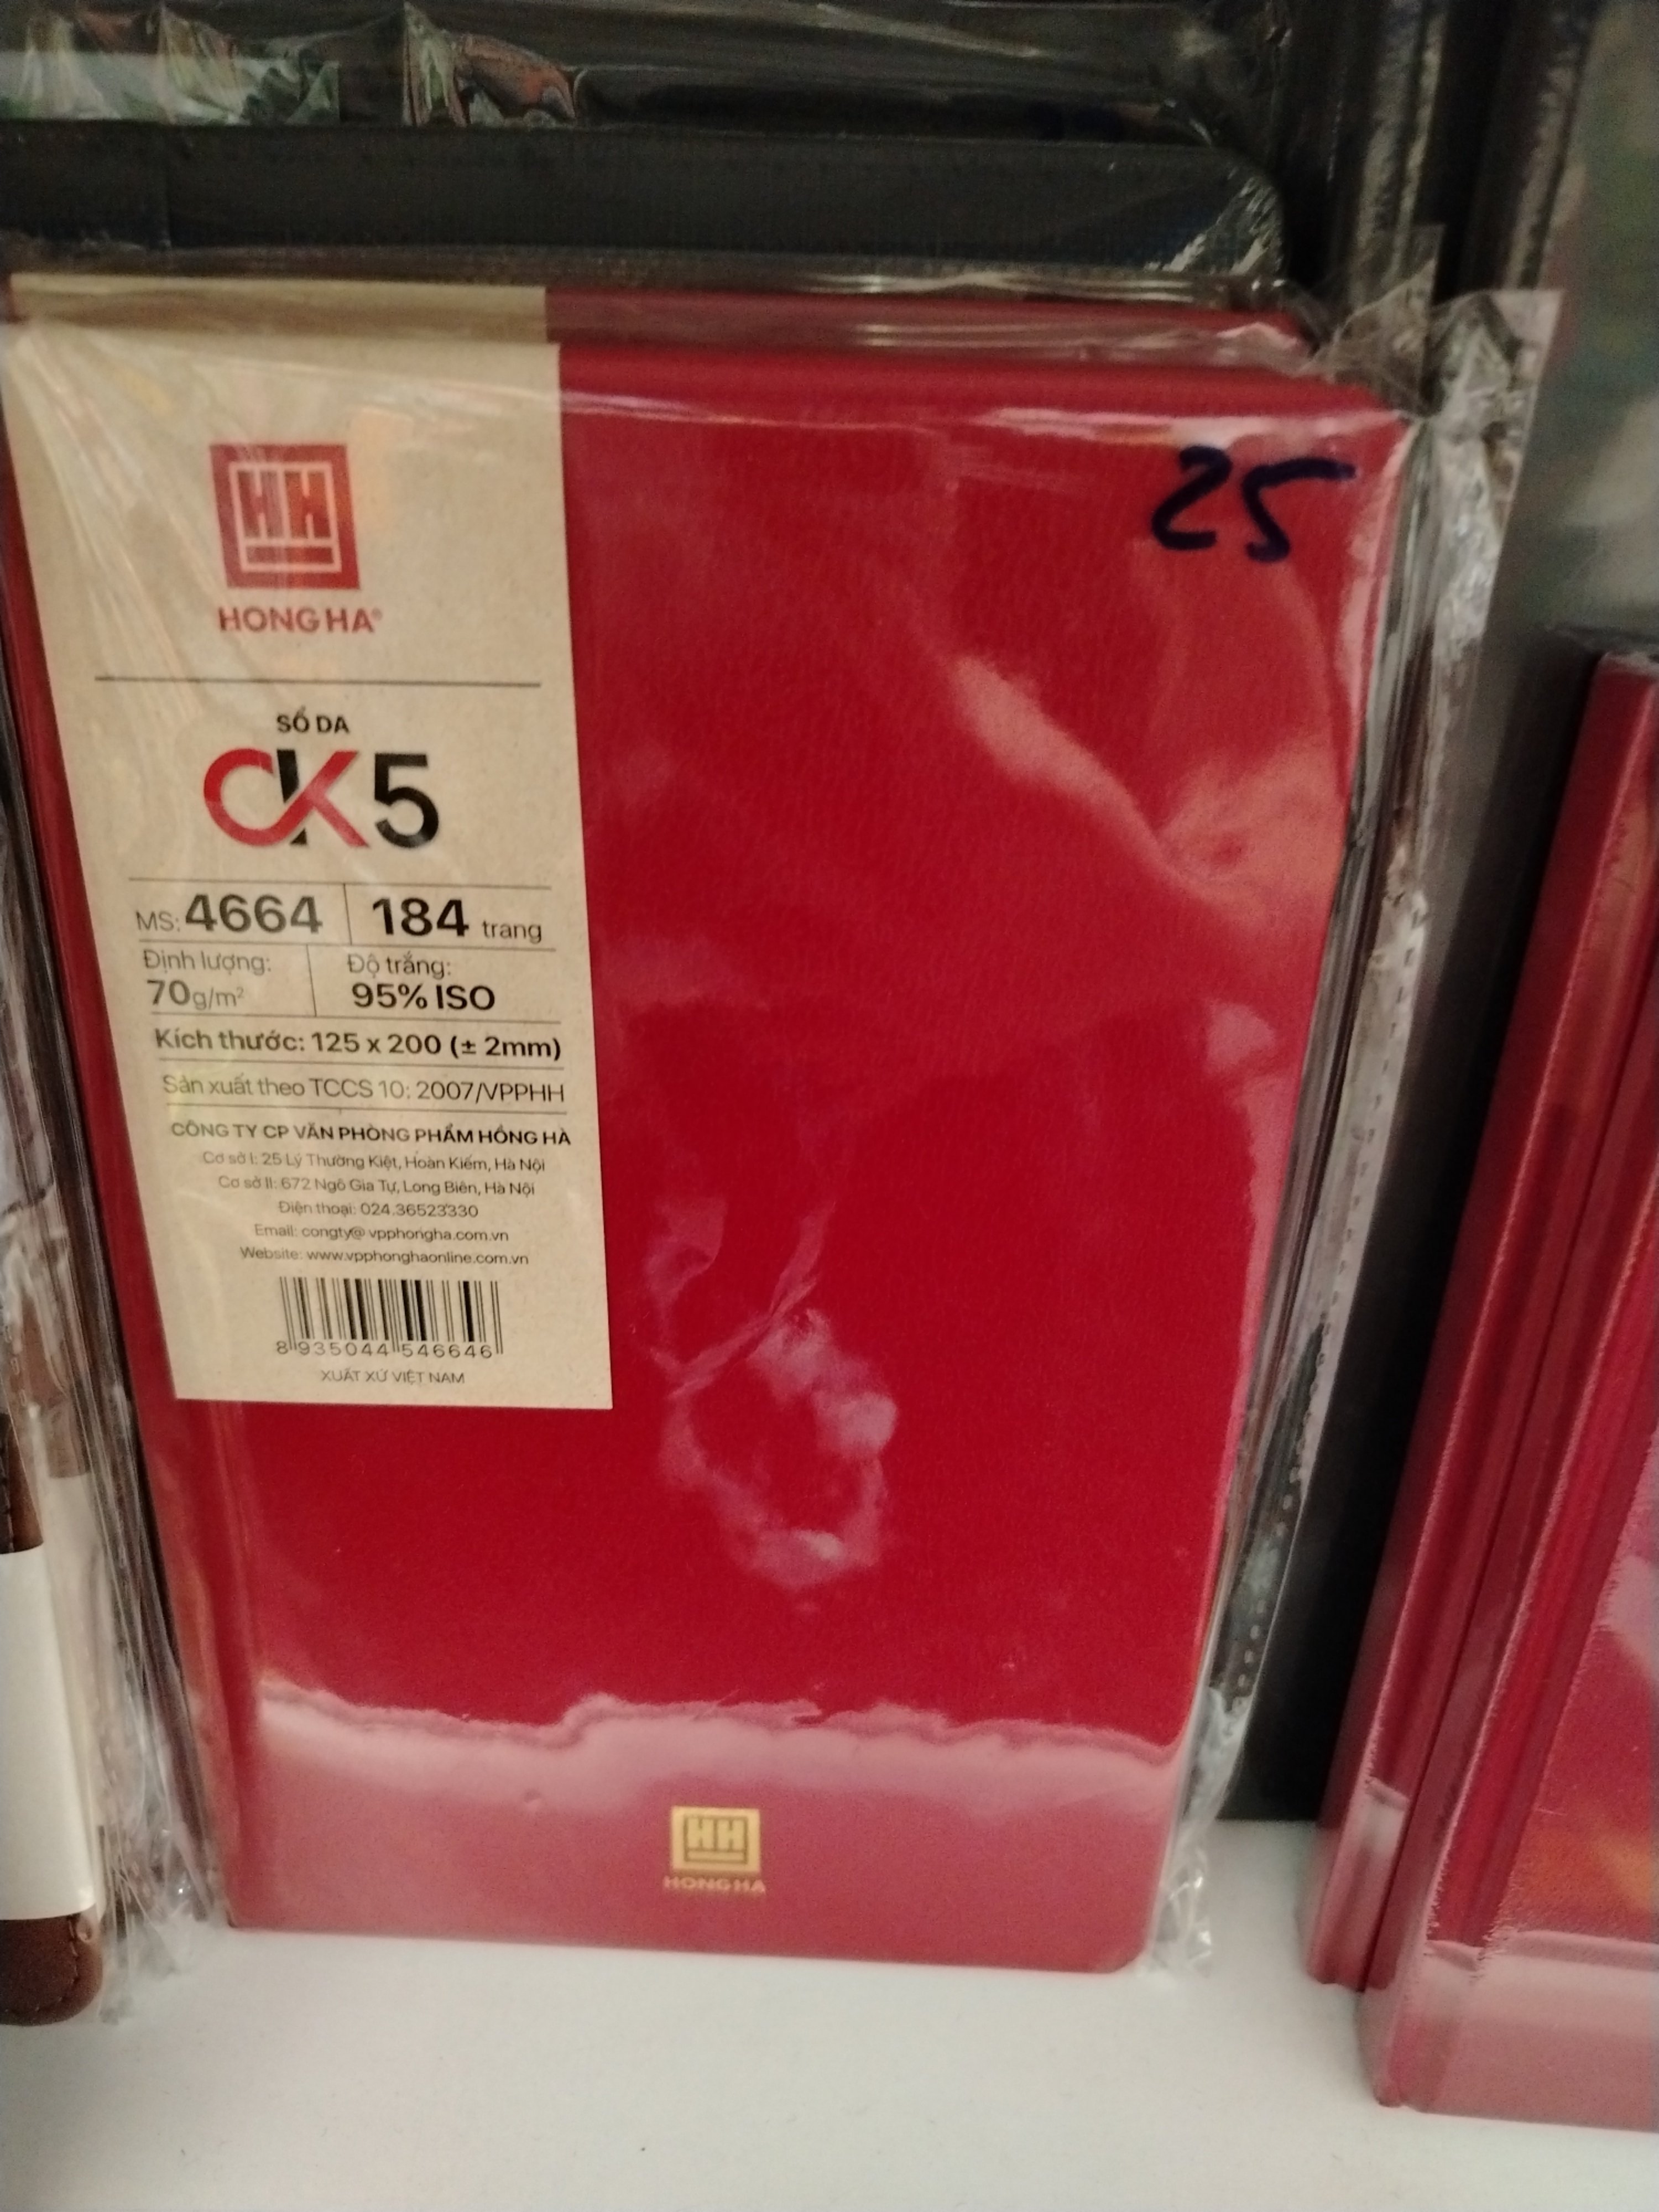 25
HH
HONG HA®
SỔ DA
CK5
MS: 4664 184 trang
Định lượng: Độ trắng:
70g/m² 95% ISO
Kích thước: 125 x 200 (± 2mm)
Sản xuất theo TCCS 10: 2007/VPPHH
CÔNG TY CP VĂN PHÒNG PHẨM HỒNG HÀ
Cơ sở I: 25 Lý Thường Kiệt, Hoàn Kiếm, Hà Nội
Cơ sở II: 672 Ngô Gia Tự, Long Biên, Hà Nội
Điện thoại: 024.36523330
Email: congty@ vpphongha.com.vn
Website: www.vpphonghaonline.com.vn
8 935044 546646
XUẤT XỨ VIỆT NAM
HH
HONG HA